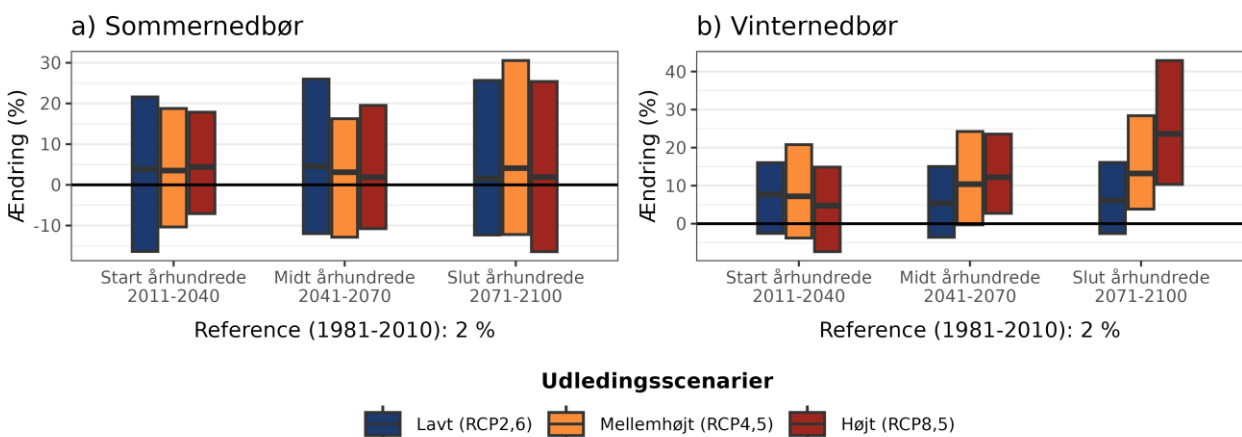 a) Sommernedbør
Ændring (%)
30
20
10
0
-10
Start århundrede
2011-2040
Midt århundrede
2041-2070
Slut århundrede
2071-2100
Reference (1981-2010): 2 %
b) Vinternedbør
Ændring (%)
40
30
20
10
0
Start århundrede
2011-2040
Midt århundrede
2041-2070
Slut århundrede
2071-2100
Reference (1981-2010): 2 %
Udledingsscenarier
Lavt (RCP2,6)
Mellemhøjt (RCP4,5)
Højt (RCP8,5)